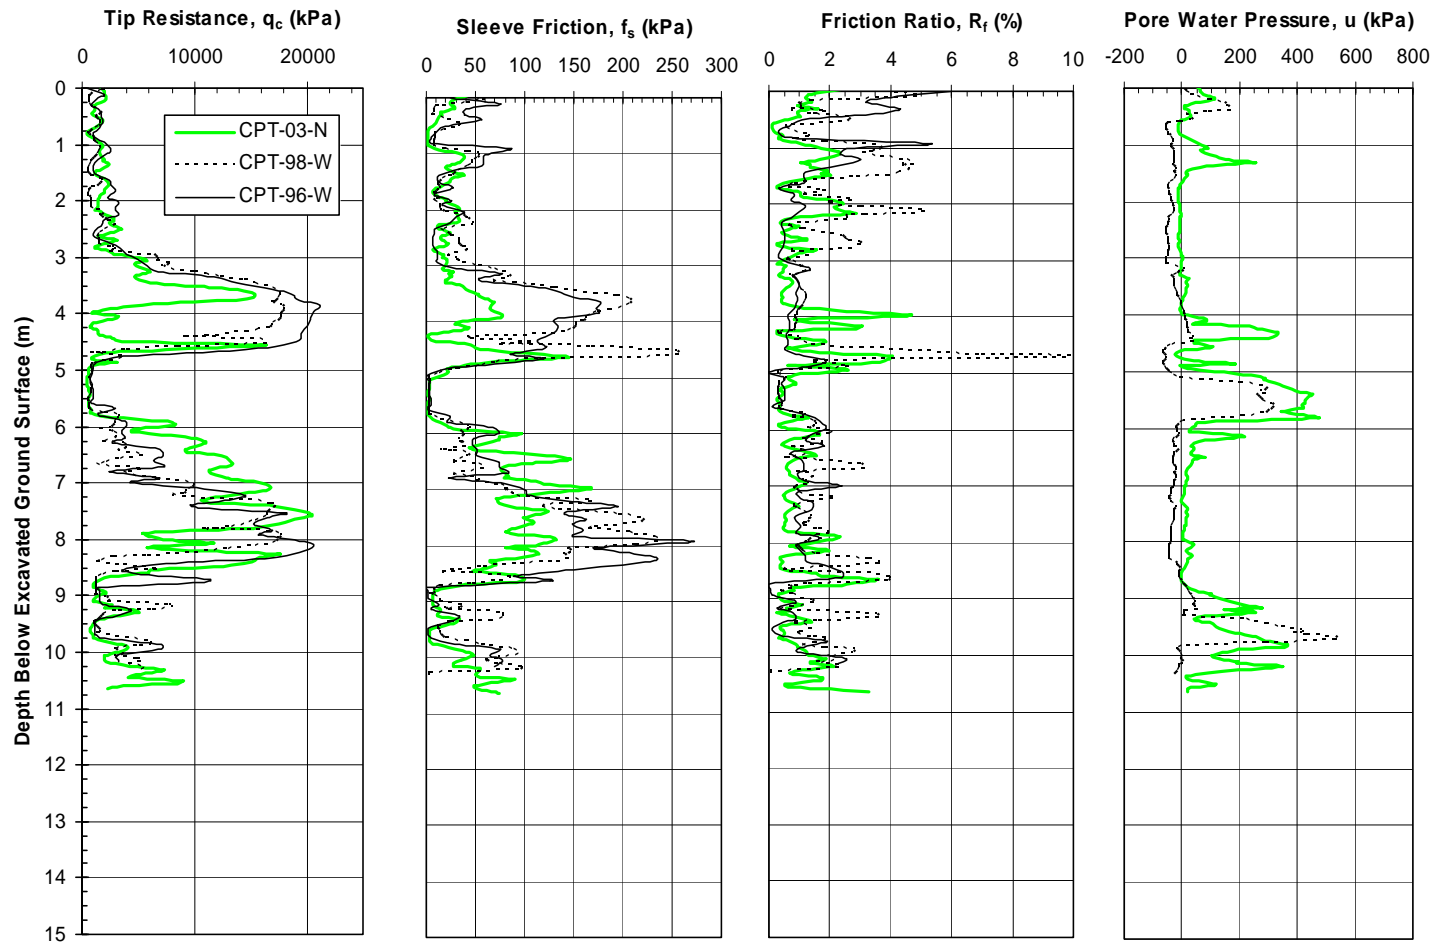 Tip Resistance, qc (kPa)
0 10000 20000
Sleeve Friction, fs (kPa)
0 50 100 150 200 250 300
Friction Ratio, Rf (%)
0 2 4 6 8 10
Pore Water Pressure, u (kPa)
-200 0 200 400 600 800
CPT-03-N
CPT-98-W
CPT-96-W
Depth Below Excavated Ground Surface (m)
0
1
2
3
4
5
6
7
8
9
10
11
12
13
14
15